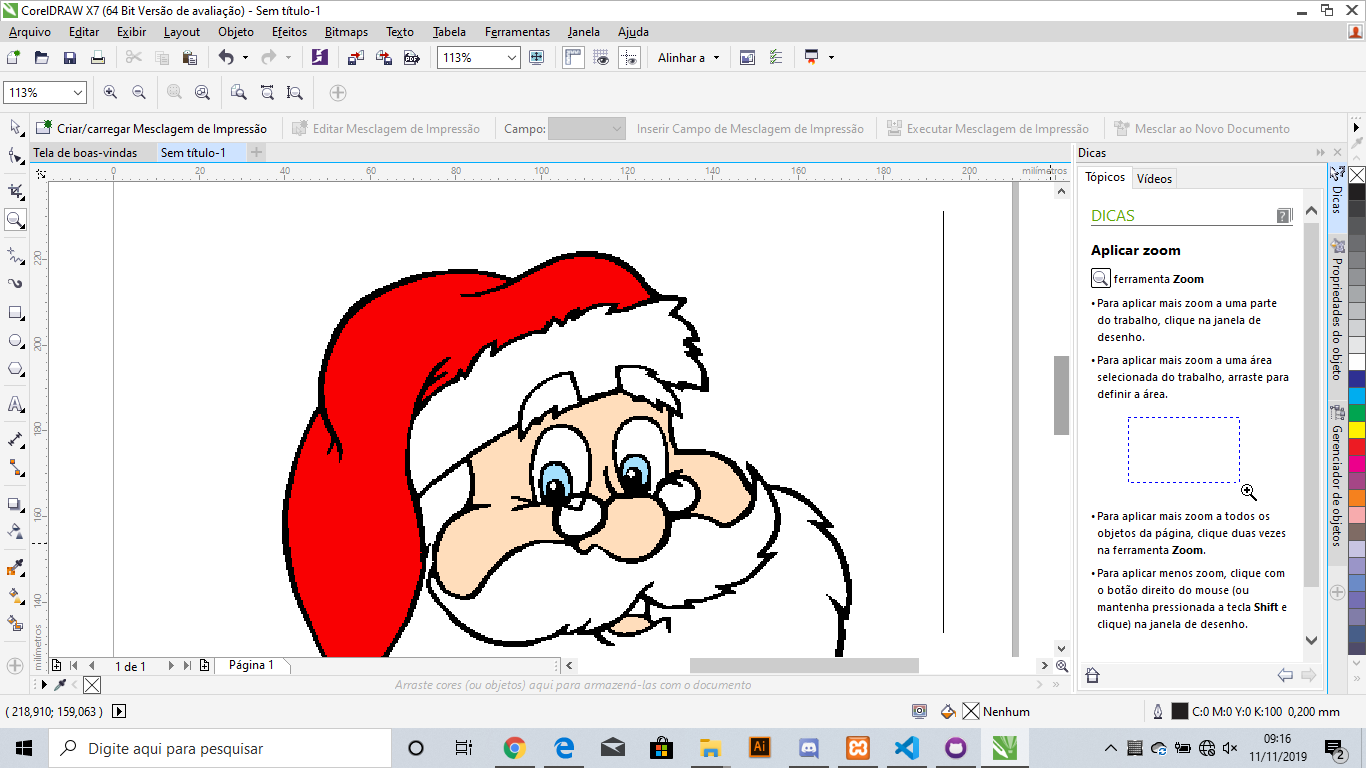 CorelDRAW X7 (64 Bit Versão de avaliação) - Sem título-1
Arquivo Editar Exibir Layout Objeto Efeitos Bitmaps Texto Tabela Ferramentas Janela Ajuda
113% Alinhar a
113%
Criar/carregar Mesclagem de Impressão Editar Mesclagem de Impressão Campo: Inserir Campo de Mesclagem de Impressão Executar Mesclagem de Impressão Mesclar ao Novo Documento
Tela de boas-vindas Sem título-1
0 20 40 60 80 100 120 140 160 180 200 milímetros
220
200
180
160
140
milímetros
Dicas
Tópicos Vídeos
DICAS
Aplicar zoom
ferramenta Zoom
• Para aplicar mais zoom a uma parte
do trabalho, clique na janela de
desenho.
• Para aplicar mais zoom a uma área
selecionada do trabalho, arraste para
definir a área.
• Para aplicar mais zoom a todos os
objetos da página, clique duas vezes
na ferramenta Zoom.
• Para aplicar menos zoom, clique com
o botão direito do mouse (ou
mantenha pressionada a tecla Shift e
clique) na janela de desenho.
Dicas
Propriedades do objeto
Gerenciador de objetos
1 de 1 Página 1
Arraste cores (ou objetos) aqui para armazená-las com o documento
( 218,910; 159,063 ) Nenhum C:0 M:0 Y:0 K:100 0,200 mm
Digite aqui para pesquisar
Ai
09:16
11/11/2019
2